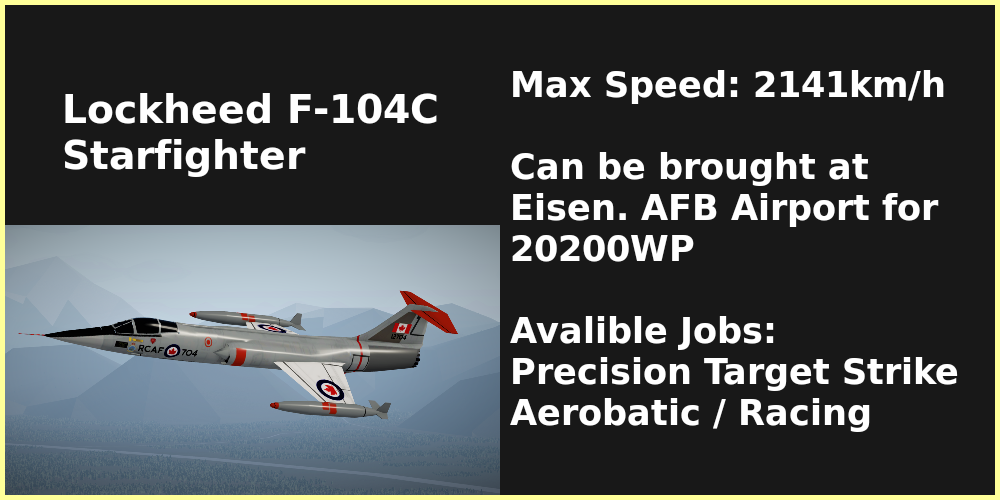 Lockheed F-104C
Starfighter
Max Speed: 2141km/h
Can be brought at
Eisen. AFB Airport for
20200WP
Avalible Jobs:
Precision Target Strike
Aerobatic / Racing
RCAF 704
12704